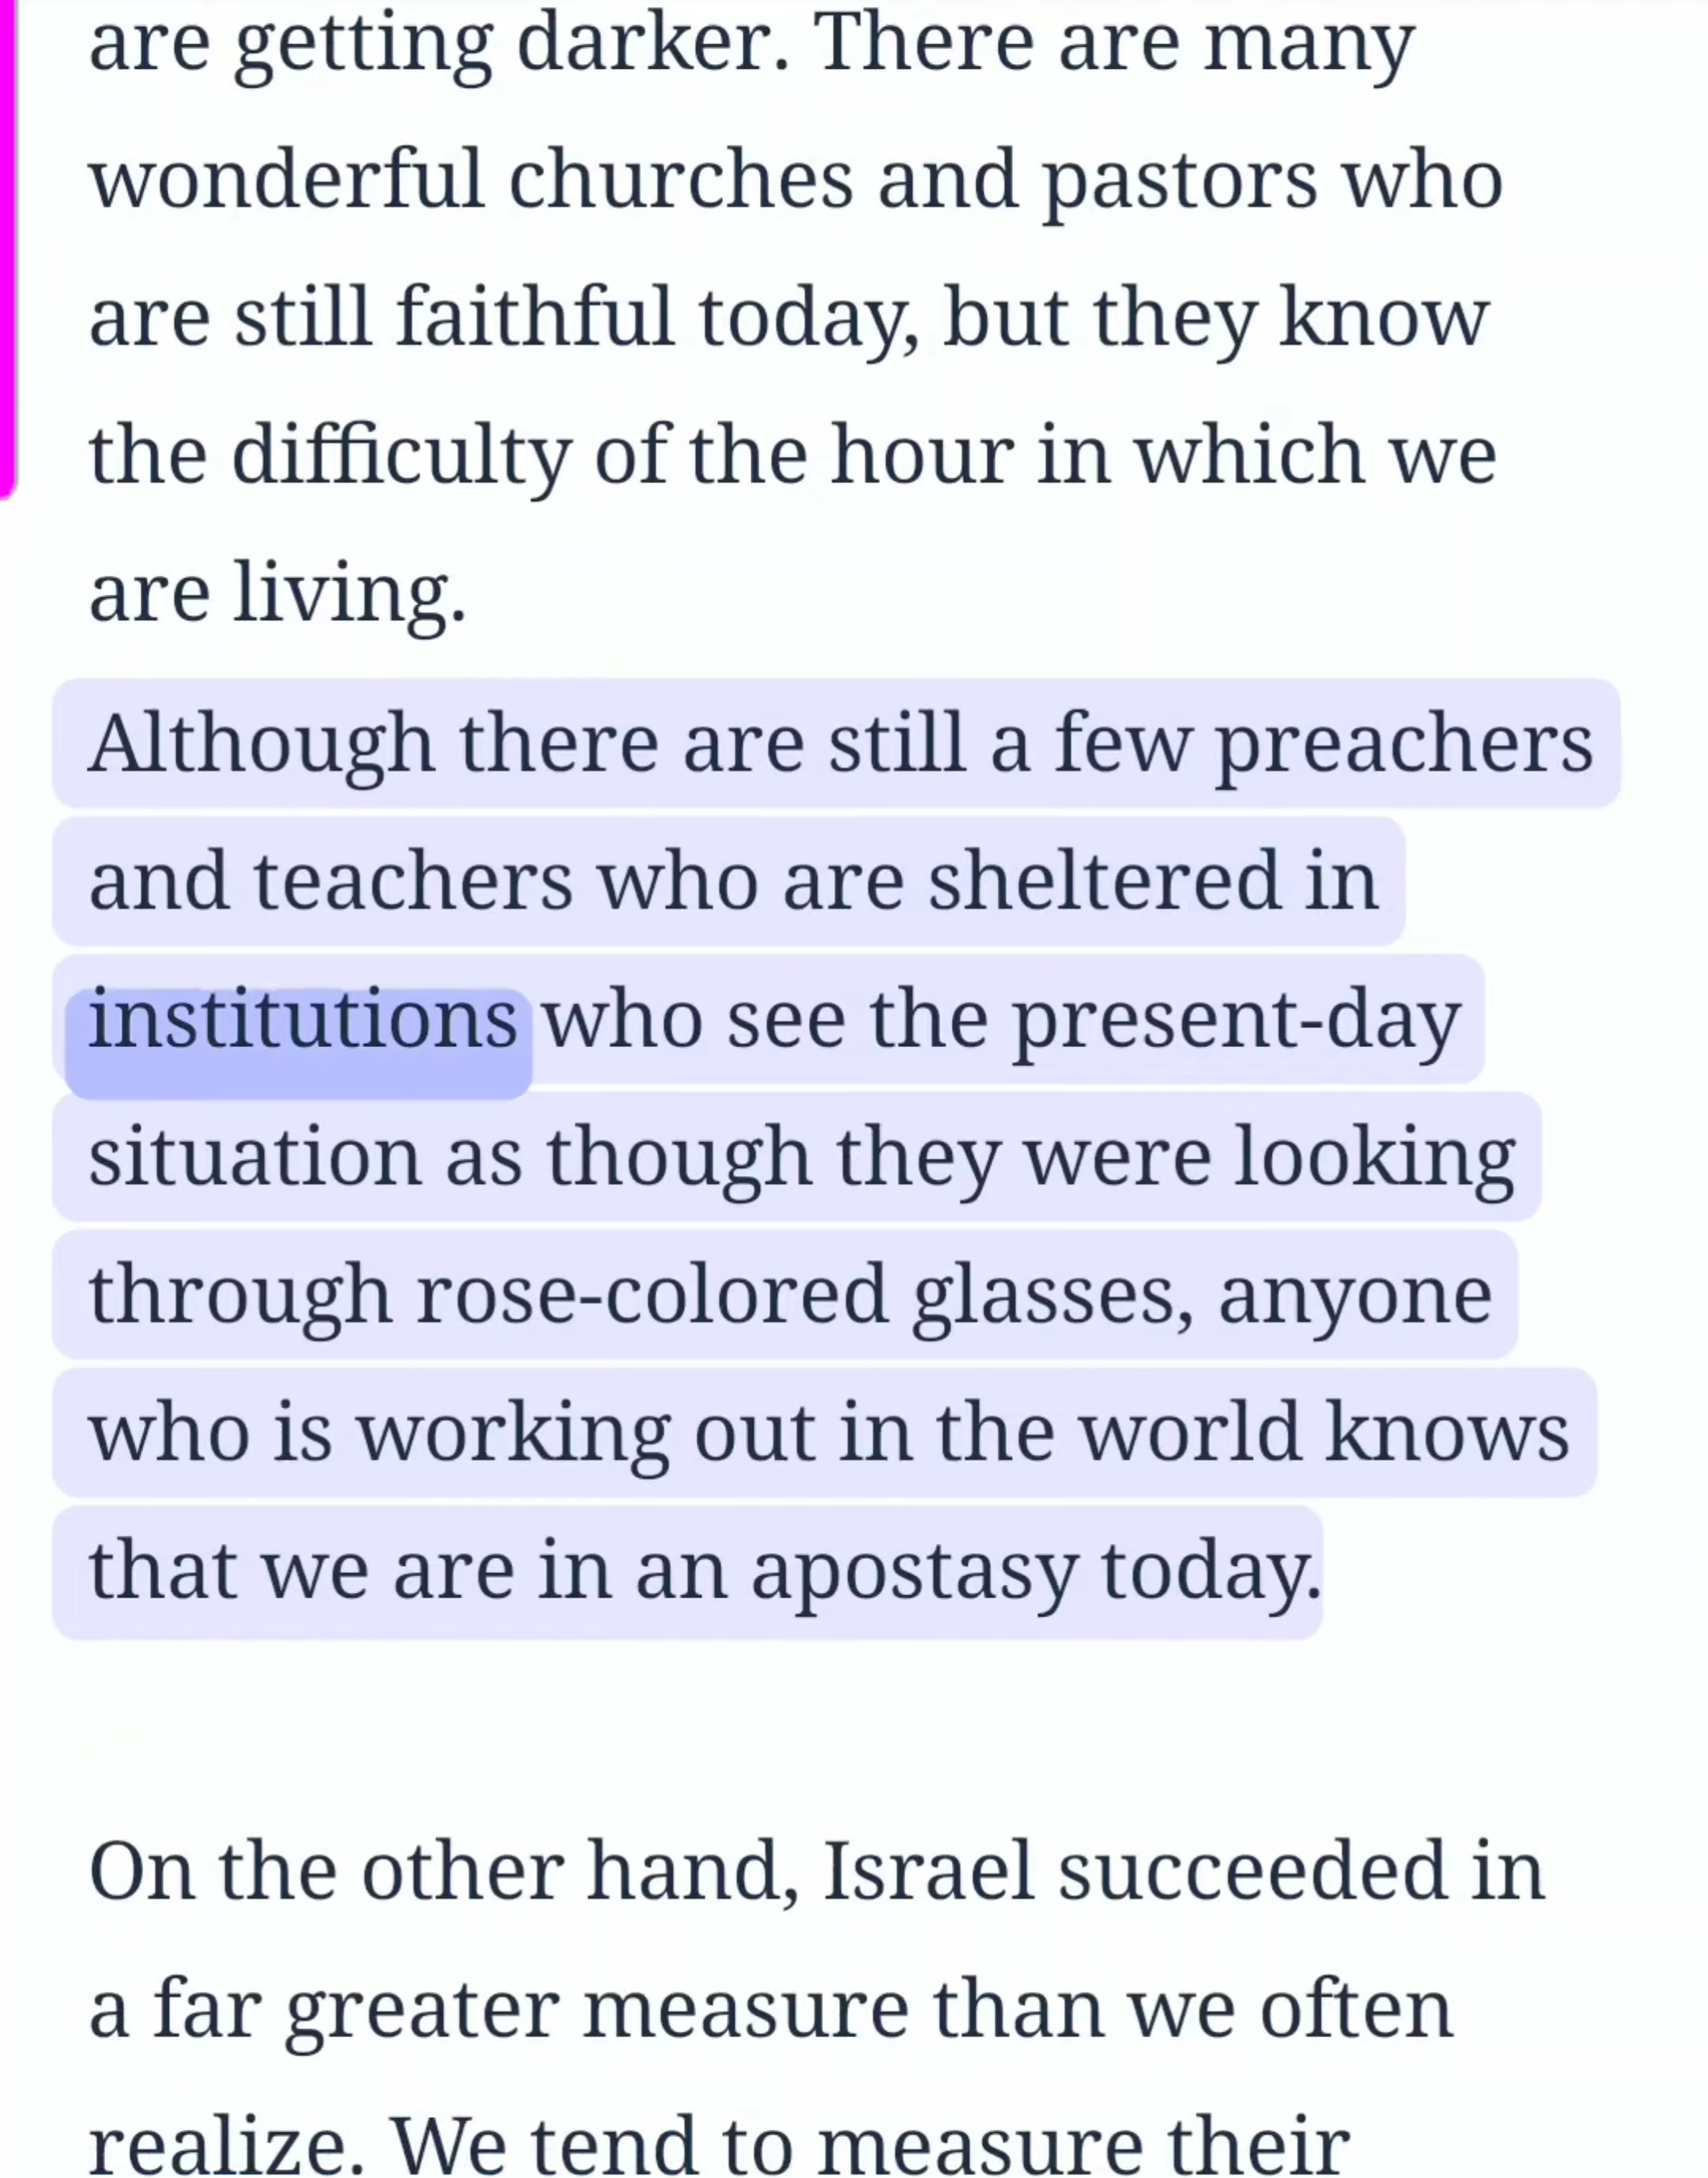 are getting darker. There are many
wonderful churches and pastors who
are still faithful today, but they know
the difficulty of the hour in which we
are living.
Although there are still a few preachers
and teachers who are sheltered in
institutions who see the present-day
situation as though they were looking
through rose-colored glasses, anyone
who is working out in the world knows
that we are in an apostasy today.
On the other hand, Israel succeeded in
a far greater measure than we often
realize. We tend to measure their